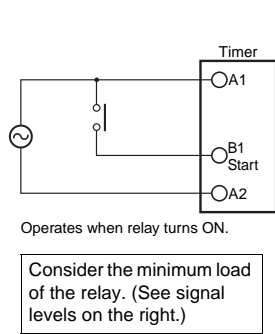 Timer
A1
B1
Start
A2
Operates when relay turns ON.
Consider the minimum load
of the relay. (See signal
levels on the right.)